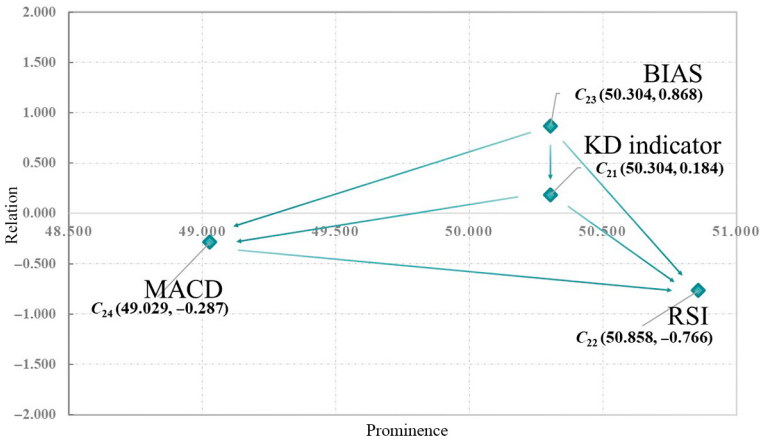 2.000
1.500
BIAS
C23 (50.304, 0.868)
1.000
KD indicator
0.500
C21 (50.304, 0.184)
Relation
0.000
48.500 49.000 49.500 50.000 50.500 51.000
−0.500
MACD
C24 (49.029, −0.287)
RSI
−1.000
C22 (50.858, −0.766)
−1.500
−2.000
Prominence